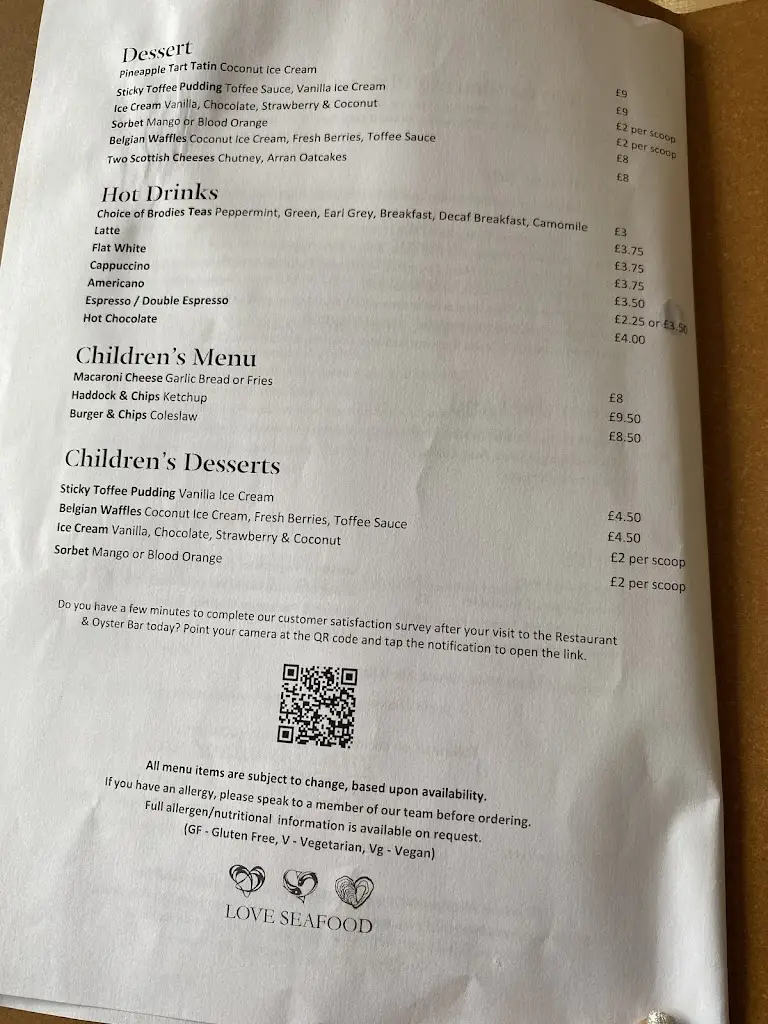 Dessert
Pineapple Tart Tatin Coconut Ice Cream £9
Sticky Toffee Pudding Toffee Sauce, Vanilla Ice Cream £9
Ice Cream Vanilla, Chocolate, Strawberry & Coconut £2 per scoop
Sorbet Mango or Blood Orange £2 per scoop
Belgian Waffles Coconut Ice Cream, Fresh Berries, Toffee Sauce £8
Two Scottish Cheeses Chutney, Arran Oatcakes £8
Hot Drinks
Choice of Brodies Teas Peppermint, Green, Earl Grey, Breakfast, Decaf Breakfast, Camomile £3
Latte £3.75
Flat White £3.75
Cappuccino £3.75
Americano £3.50
Espresso / Double Espresso £2.25 or £3.50
Hot Chocolate £4.00
Children's Menu
Macaroni Cheese Garlic Bread or Fries £8
Haddock & Chips Ketchup £9.50
Burger & Chips Coleslaw £8.50
Children's Desserts
Sticky Toffee Pudding Vanilla Ice Cream £4.50
Belgian Waffles Coconut Ice Cream, Fresh Berries, Toffee Sauce £4.50
Ice Cream Vanilla, Chocolate, Strawberry & Coconut £2 per scoop
Sorbet Mango or Blood Orange £2 per scoop
Do you have a few minutes to complete our customer satisfaction survey after your visit to the Restaurant
& Oyster Bar today? Point your camera at the QR code and tap the notification to open the link.
All menu items are subject to change, based upon availability.
If you have an allergy, please speak to a member of our team before ordering.
Full allergen/nutritional information is available on request.
(GF - Gluten Free, V - Vegetarian, Vg - Vegan)
LOVE SEAFOOD